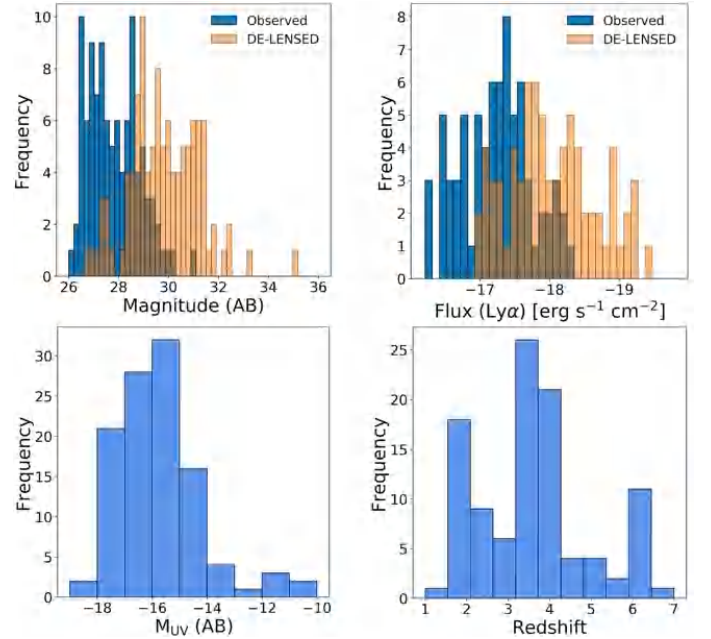 10
8
6
4
2
0
Frequency
Observed
DE-LENSED
26 28 30 32 34 36
Magnitude (AB)
8
7
6
5
4
3
2
1
0
Frequency
Observed
DE-LENSED
−17 −18 −19
Flux (Lyα) [erg s⁻¹ cm⁻²]
30
25
20
15
10
5
0
Frequency
−18 −16 −14 −12 −10
M_UV (AB)
25
20
15
10
5
0
Frequency
1 2 3 4 5 6 7
Redshift